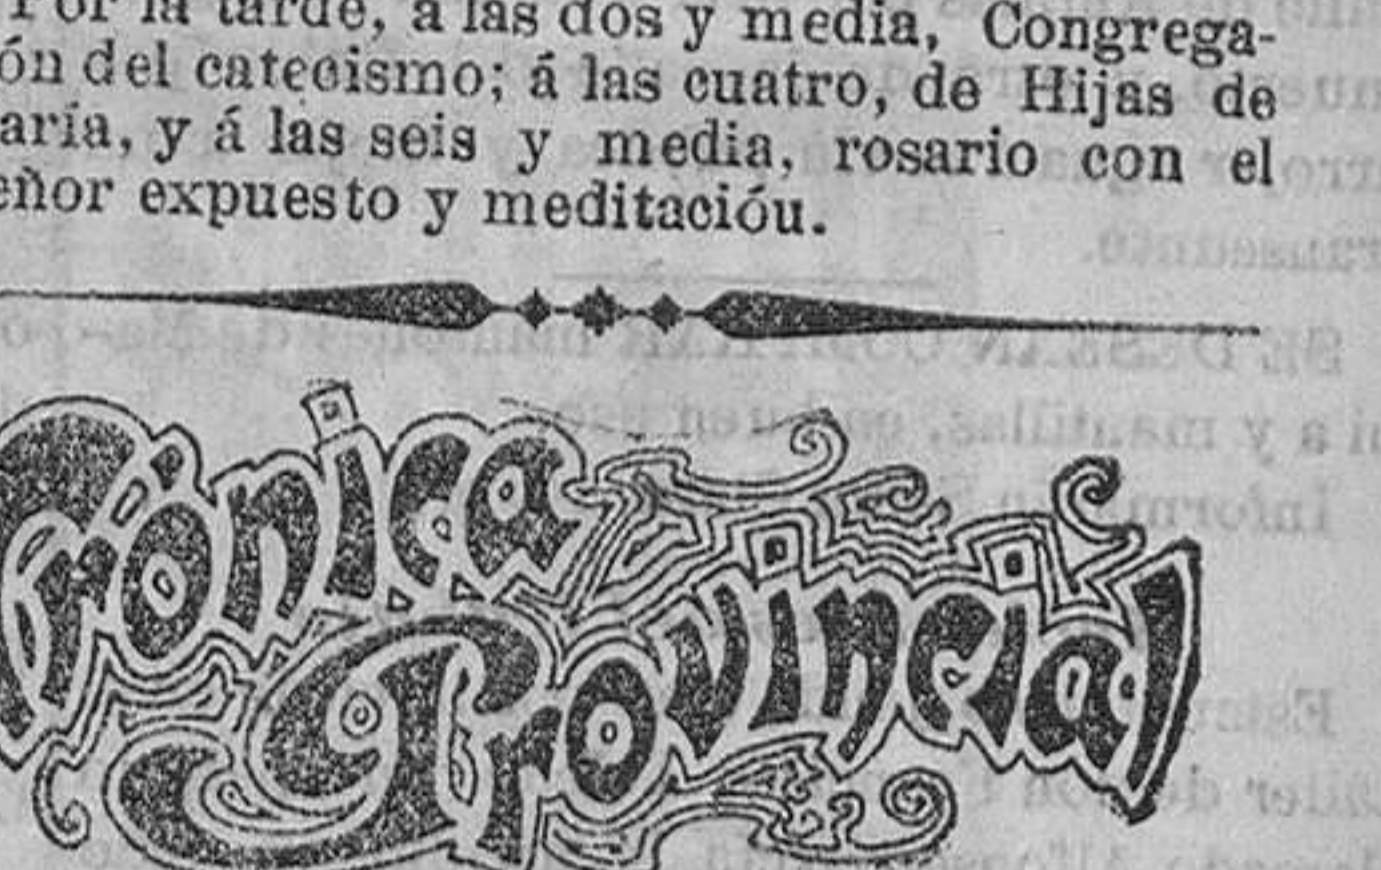 Por la tarde, á las dos y media, Congrega-
ón del catecismo; á las cuatro, de Hijas de
aría, y á las seis y media, rosario con el
eñor expuesto y meditacióu.
Crónica
Provincial